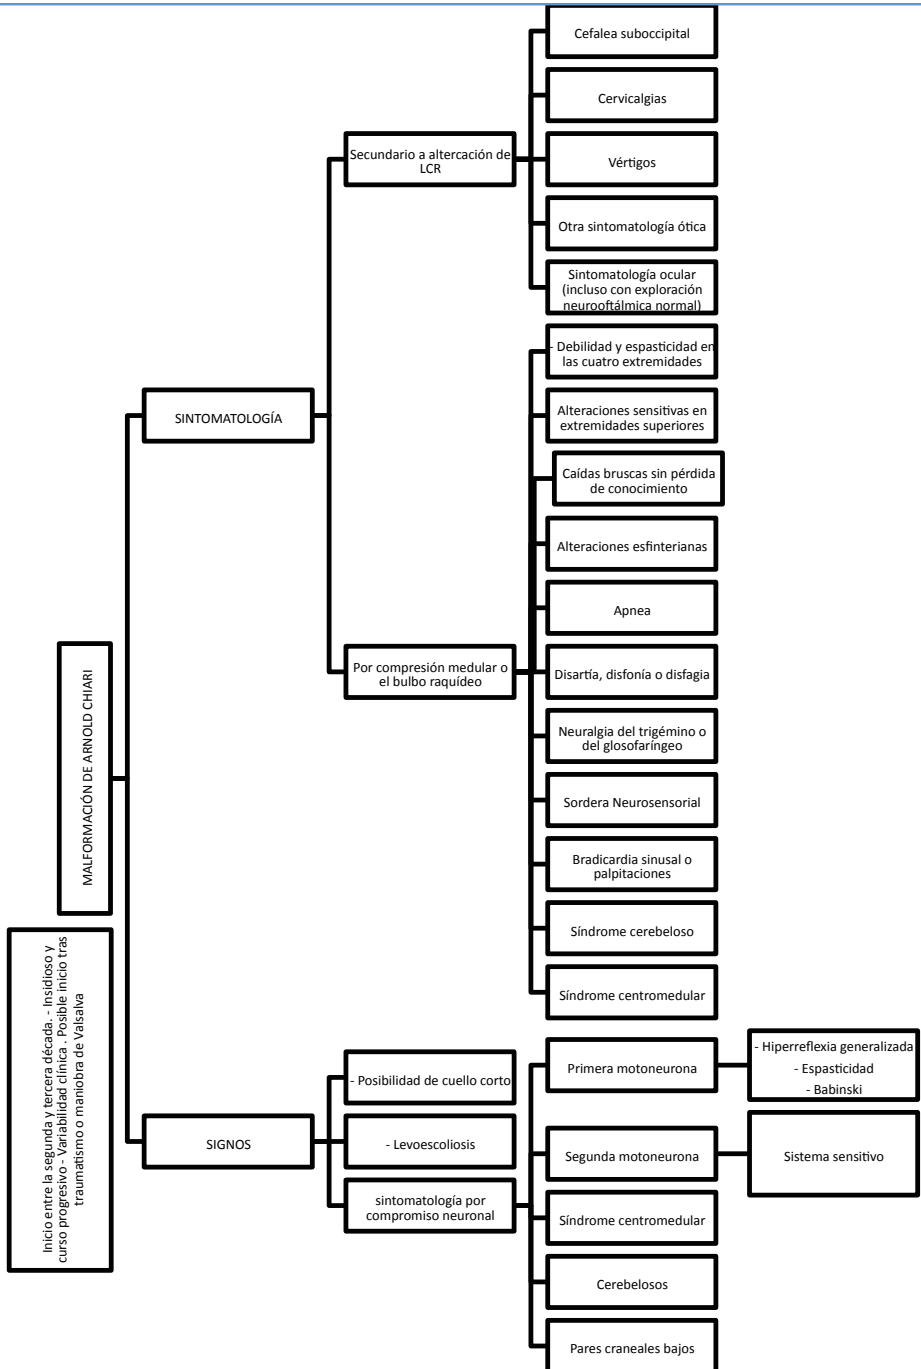 MALFORMACIÓN DE ARNOLD CHIARI
Inicio entre la segunda y tercera década. - Insidioso y
curso progresivo - Variabilidad clínica . Posible inicio tras
traumatismo o maniobra de Valsalva
SINTOMATOLOGÍA
Secundario a altercación de
LCR
Cefalea suboccipital
Cervicalgias
Vértigos
Otra sintomatología ótica
Sintomatología ocular
(incluso con exploración
neurooftálmica normal)
Por compresión medular o
el bulbo raquídeo
- Debilidad y espasticidad en
las cuatro extremidades
Alteraciones sensitivas en
extremidades superiores
Caídas bruscas sin pérdida
de conocimiento
Alteraciones esfinterianas
Apnea
Disartía, disfonía o disfagia
Neuralgia del trigémino o
del glosofaríngeo
Sordera Neurosensorial
Bradicardia sinusal o
palpitaciones
Síndrome cerebeloso
Síndrome centromedular
SIGNOS
- Posibilidad de cuello corto
- Levoescoliosis
sintomatología por
compromiso neuronal
Primera motoneurona
- Hiperreflexia generalizada
- Espasticidad
- Babinski
Segunda motoneurona
Sistema sensitivo
Síndrome centromedular
Cerebelosos
Pares craneales bajos